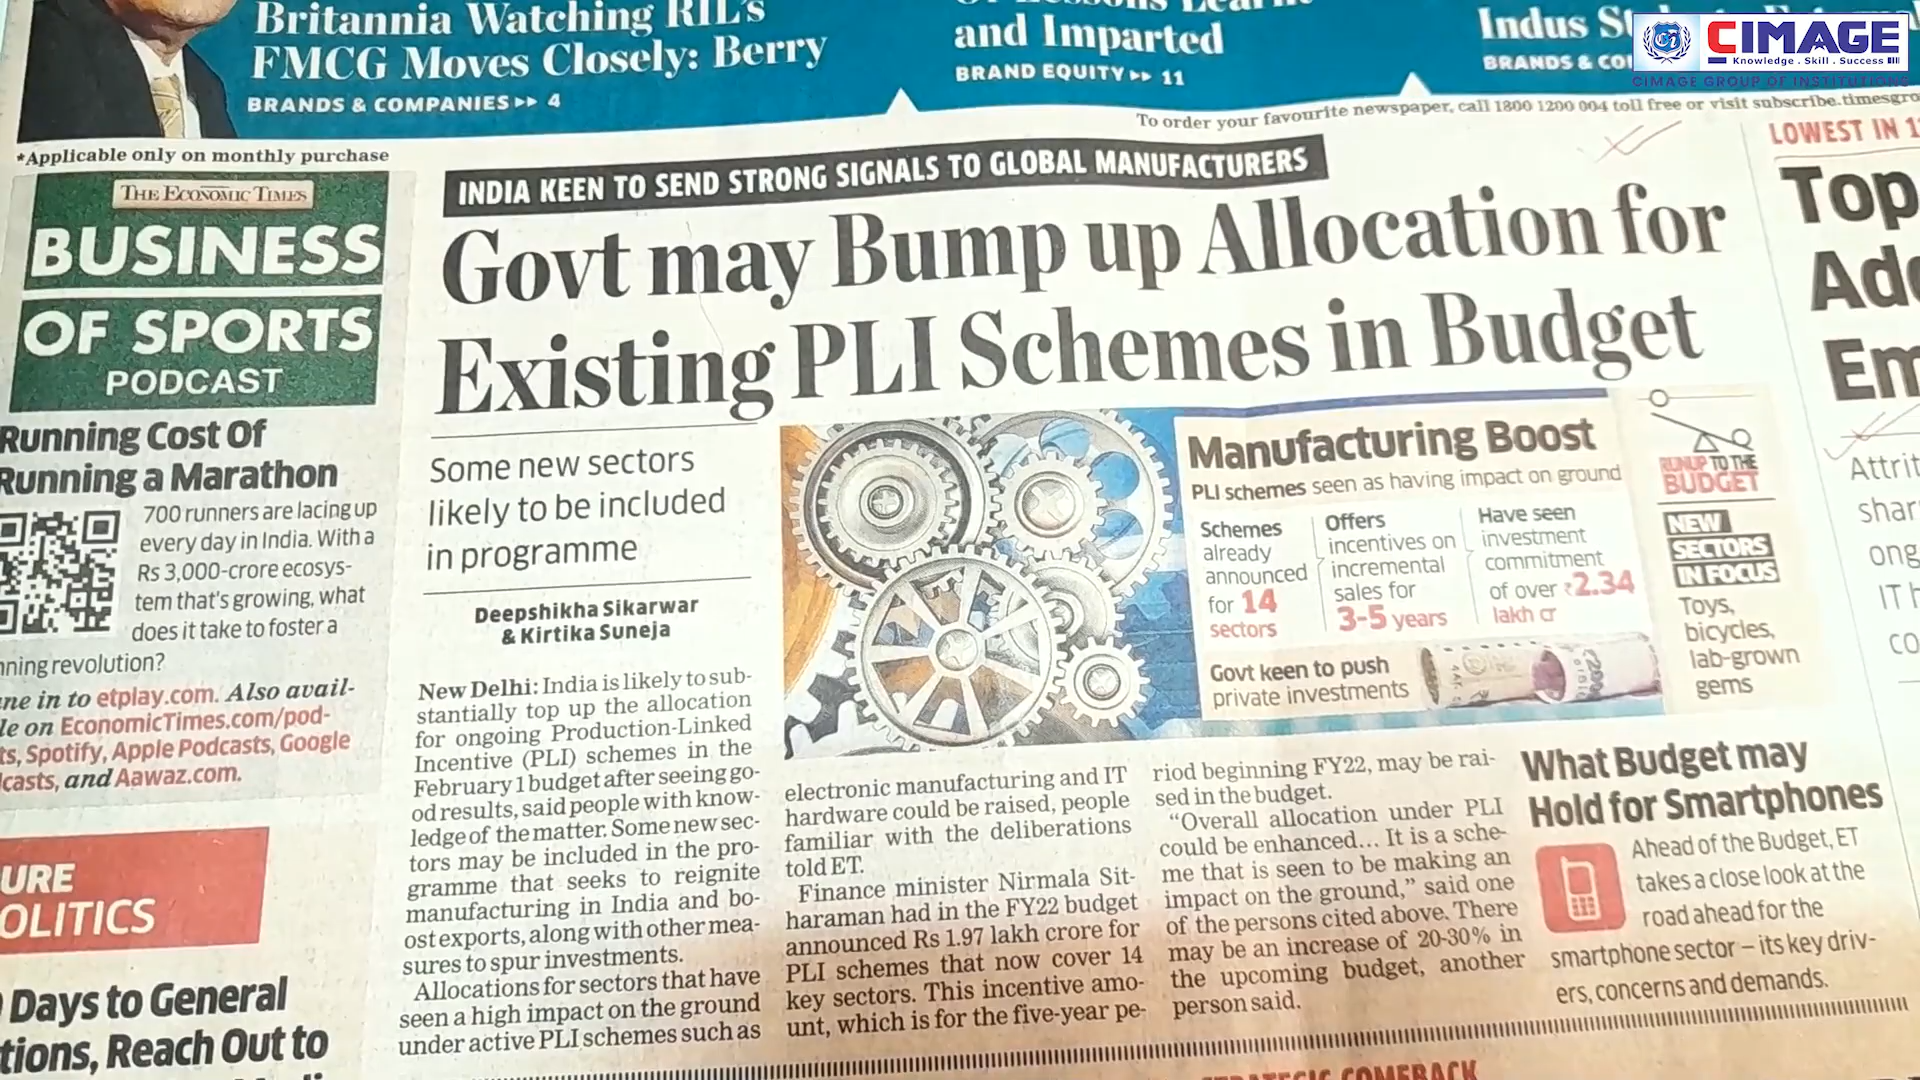 Britannia Watching RIL's
FMCG Moves Closely: Berry
BRANDS & COMPANIES ▸▸ 4
and Imparted
BRAND EQUITY ▸▸ 11
Indus
BRANDS &
CIMAGE
Knowledge . Skill . Success
CIMAGE GROUP OF INSTITUTIONS
To order your favourite newspaper, call 1800 1200 004 toll free or visit subscribe.timesgro
*Applicable only on monthly purchase
THE ECONOMIC TIMES
BUSINESS
OF SPORTS
PODCAST
Running Cost Of
Running a Marathon
700 runners are lacing up
every day in India. With a
Rs 3,000-crore ecosys-
tem that's growing, what
does it take to foster a
nning revolution?
ne in to etplay.com. Also avail-
le on EconomicTimes.com/pod-
ts, Spotify, Apple Podcasts, Google
dcasts, and Aawaz.com.
URE
OLITICS
Days to General
tions, Reach Out to
INDIA KEEN TO SEND STRONG SIGNALS TO GLOBAL MANUFACTURERS
Govt may Bump up Allocation for
Existing PLI Schemes in Budget
Some new sectors
likely to be included
in programme
Deepshikha Sikarwar
& Kirtika Suneja
New Delhi: India is likely to sub-
stantially top up the allocation
for ongoing Production-Linked
Incentive (PLI) schemes in the
February 1 budget after seeing go-
od results, said people with know-
ledge of the matter. Some new sec-
tors may be included in the pro-
gramme that seeks to reignite
manufacturing in India and bo-
ost exports, along with other mea-
sures to spur investments.
Allocations for sectors that have
seen a high impact on the ground
under active PLI schemes such as
electronic manufacturing and IT
hardware could be raised, people
familiar with the deliberations
told ET.
Finance minister Nirmala Sit-
haraman had in the FY22 budget
announced Rs 1.97 lakh crore for
PLI schemes that now cover 14
key sectors. This incentive amo-
unt, which is for the five-year pe-
riod beginning FY22, may be rai-
sed in the budget.
"Overall allocation under PLI
could be enhanced... It is a sche-
me that is seen to be making an
impact on the ground," said one
of the persons cited above. There
may be an increase of 20-30% in
the upcoming budget, another
person said.
Manufacturing Boost
PLI schemes seen as having impact on ground
Schemes
already
announced
for 14
sectors
Offers
incentives on
incremental
sales for
3-5 years
Have seen
investment
commitment
of over ₹2.34
lakh cr
Govt keen to push
private investments
RUNUP TO THE
BUDGET
NEW
SECTORS
IN FOCUS
Toys,
bicycles,
lab-grown
gems
What Budget may
Hold for Smartphones
Ahead of the Budget, ET
takes a close look at the
road ahead for the
smartphone sector – its key driv-
ers, concerns and demands.
LOWEST IN
Top
Ad
Em
Attrit
shar
ong
IT h
co
STRATEGIC COMEBACK